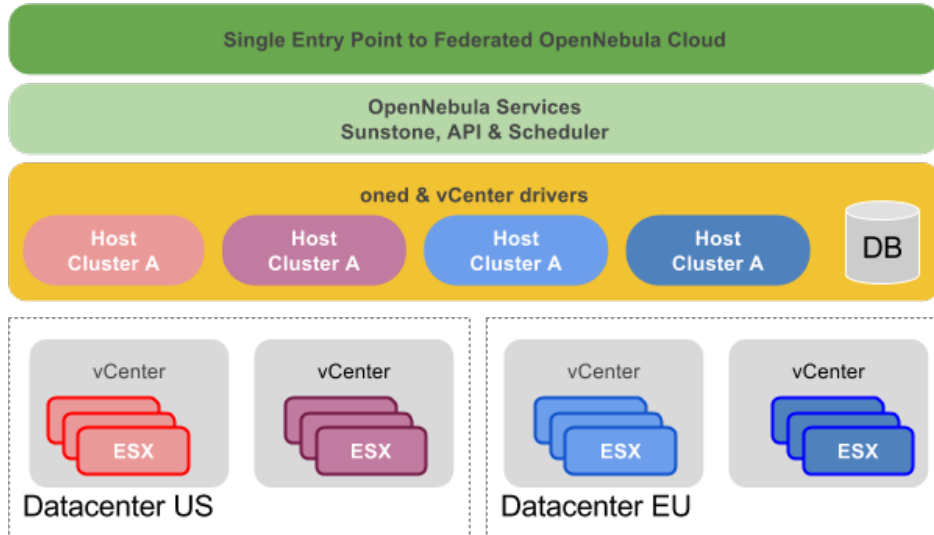 Single Entry Point to Federated OpenNebula Cloud
OpenNebula Services
Sunstone, API & Scheduler
oned & vCenter drivers
Host
Cluster A
Host
Cluster A
Host
Cluster A
Host
Cluster A
DB
vCenter
ESX
vCenter
ESX
Datacenter US
vCenter
ESX
vCenter
ESX
Datacenter EU